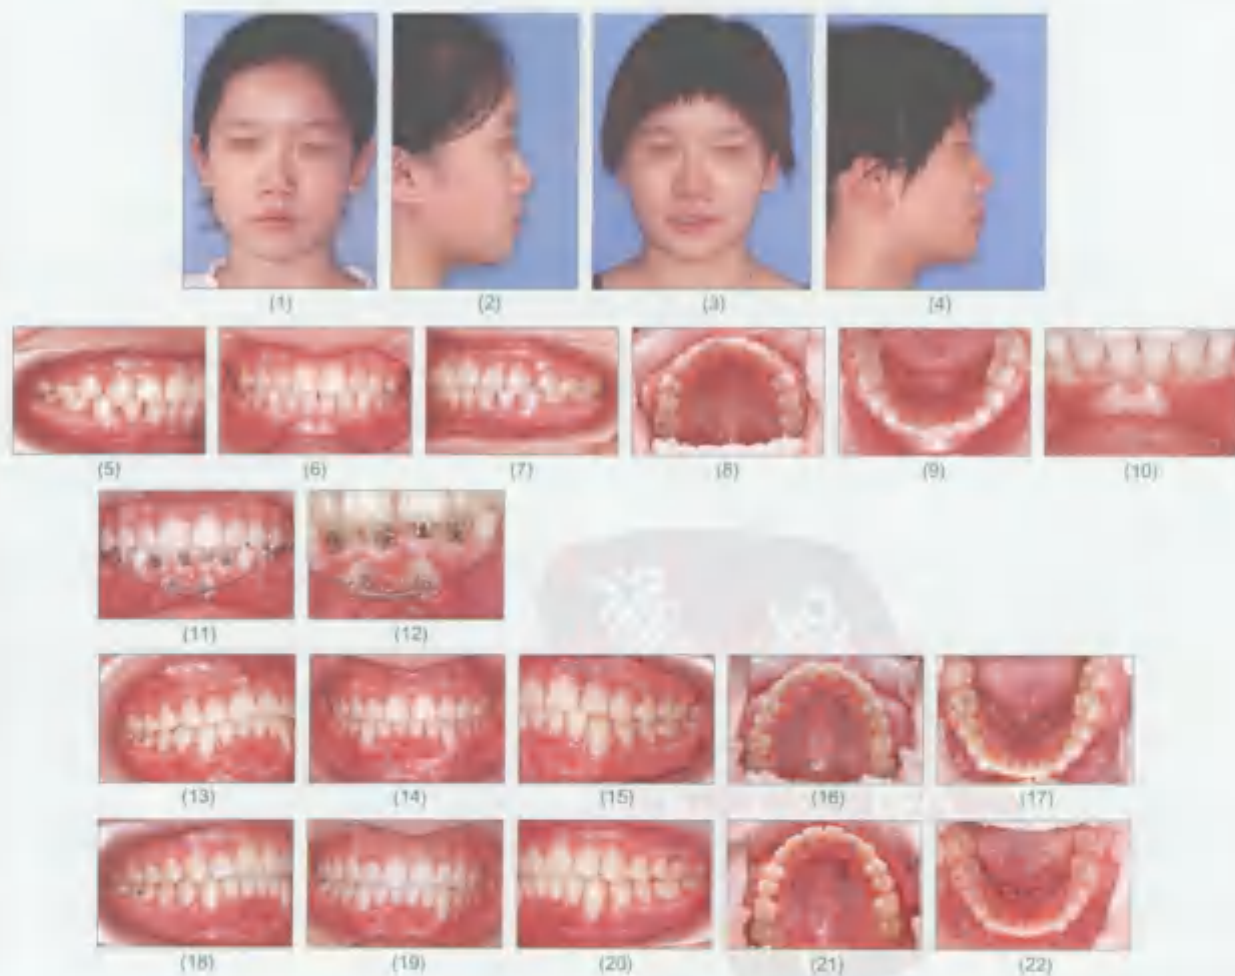 (1) (2) (3) (4)
(5) (6) (7) (8) (9) (10)
(11) (12)
(13) (14) (15) (16) (17)
(18) (19) (20) (21) (22)